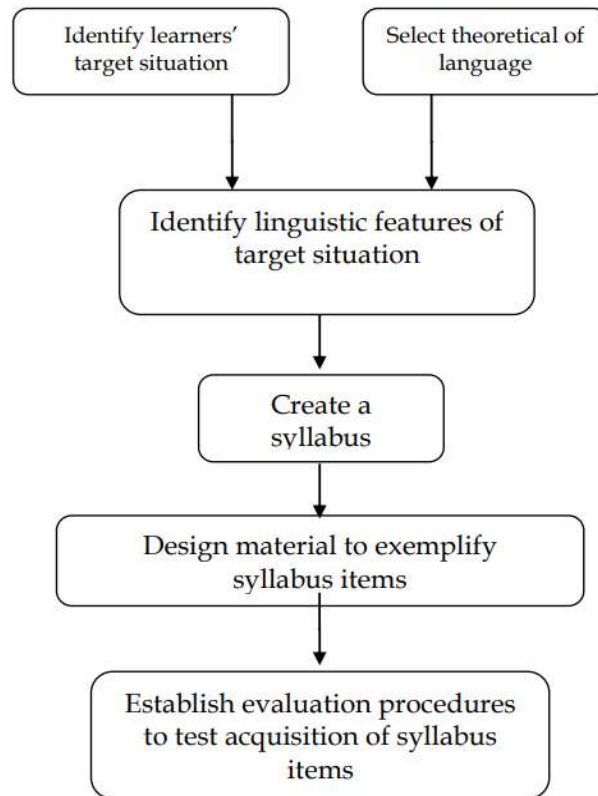 Identify learners'
target situation
Select theoretical of
language
Identify linguistic features of
target situation
Create a
syllabus
Design material to exemplify
syllabus items
Establish evaluation procedures
to test acquisition of syllabus
items